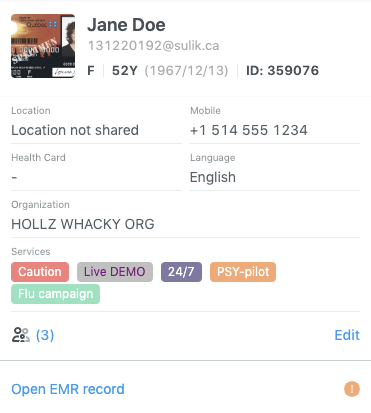 Jane Doe
131220192@sulik.ca
F 52Y (1967/12/13) ID: 359076
Location Mobile
Location not shared +1 514 555 1234
Health Card Language
- English
Organization
HOLLZ WHACKY ORG
Services
Caution Live DEMO 24/7 PSY-pilot
Flu campaign
(3) Edit
Open EMR record !